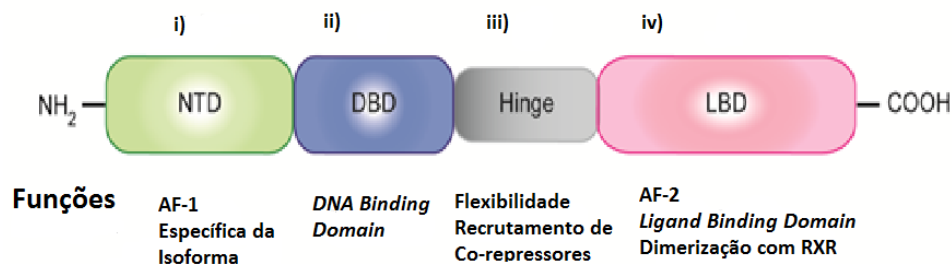 i) ii) iii) iv)
NH2 NTD DBD Hinge LBD COOH
Funções
AF-1
Específica da
Isoforma
DNA Binding
Domain
Flexibilidade
Recrutamento de
Co-repressores
AF-2
Ligand Binding Domain
Dimerização com RXR